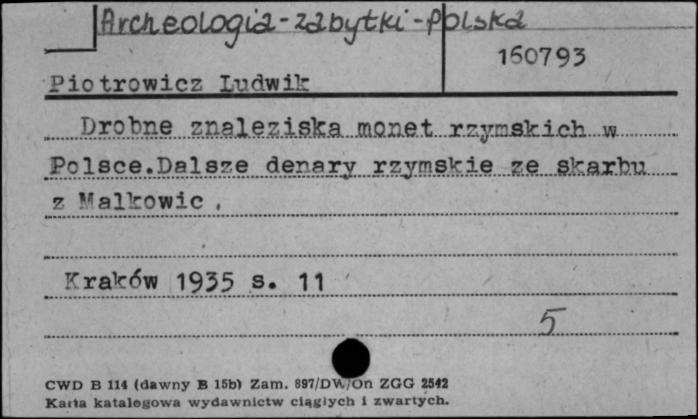 Archeologia - zabytki - Polska
160793
Piotrowicz Ludwik
Drobne znaleziska monet rzymskich w
Polsce.Dalsze denary rzymskie ze skarbu
z Malkowic.
Kraków 1935 s. 11
5
CWD B 114 (dawny B 15b) Zam. 897/DW/On ZGG 2542
Karta katalogowa wydawnictw ciągłych i zwartych.